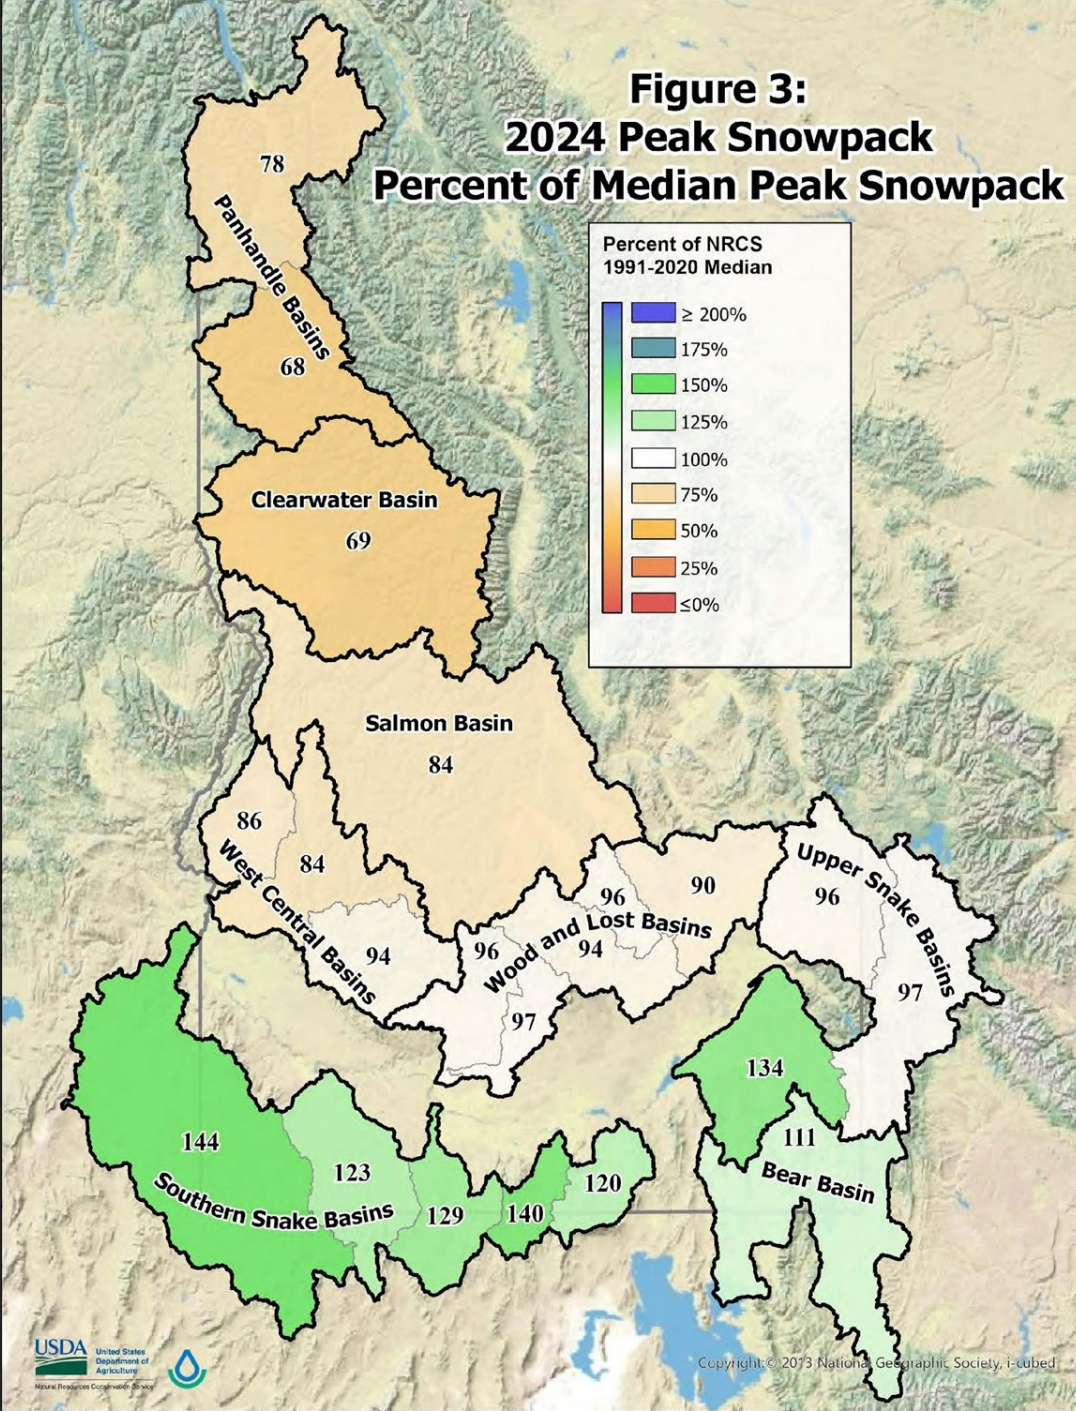 Figure 3:
2024 Peak Snowpack
Percent of Median Peak Snowpack
Percent of NRCS
1991-2020 Median
≥ 200%
175%
150%
125%
100%
75%
50%
25%
≤0%
78
Panhandle Basins
68
Clearwater Basin
69
Salmon Basin
84
86
84
West Central Basins
94
96
90
96
94
Wood and Lost Basins
97
Upper Snake Basins
96
97
134
111
Bear Basin
144
123
129
140
120
Southern Snake Basins
USDA
United States
Department of
Agriculture
Natural Resources Conservation Service
Copyright:© 2013 National Geographic Society, i-cubed